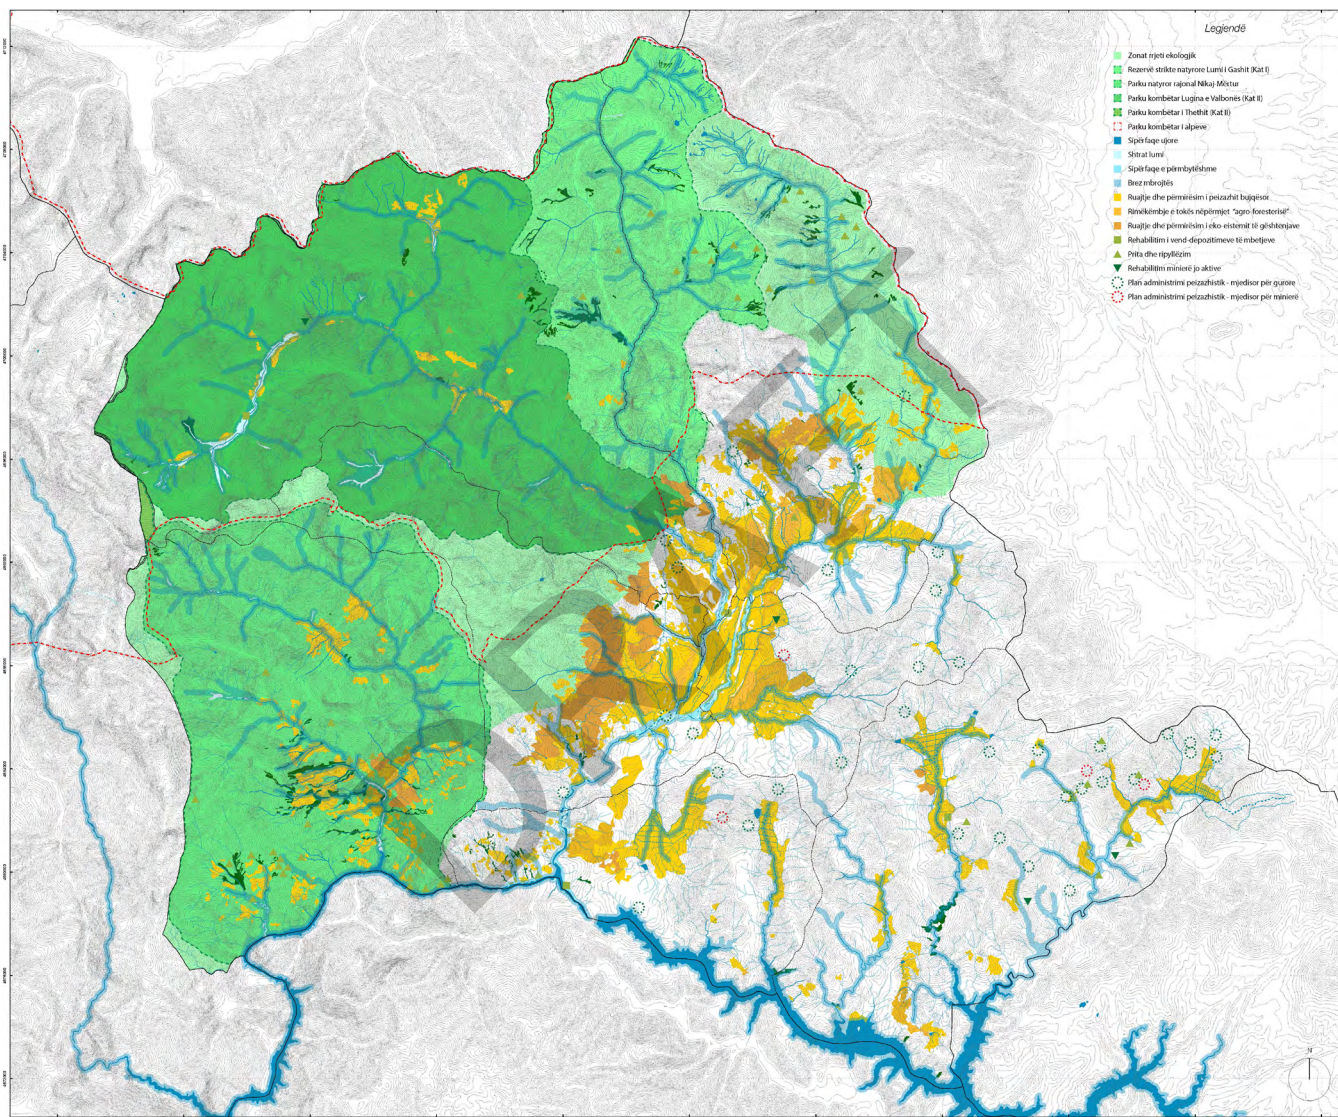 Legjendë
Zonat rrjeti ekologjik
Rezervë strikte natyrore Lumi i Gashit (Kat I)
Parku natyror rajonal Nikaj-Mërtur
Parku kombëtar Lugina e Valbonës (Kat II)
Parku kombëtar i Thethit (Kat II)
Parku kombëtar i alpeve
Sipërfaqe ujore
Shtrat lumi
Sipërfaqe e përmbytëshme
Brez mbrojtës
Ruajtje dhe përmirësim i peizazhit bujqësor
Rimëkëmbje e tokës nëpërmjet "agro-foresterisë"
Ruajtje dhe përmirësim i eko-eistemit të gështenjave
Rehabilitim i vend-depozitimeve të mbetjeve
Prita dhe ripyllëzim
Rehabilitim minierë jo aktive
Plan administrimi peizazhistik - mjedisor për gurore
Plan administrimi peizazhistik - mjedisor për minierë
DRAFT
N